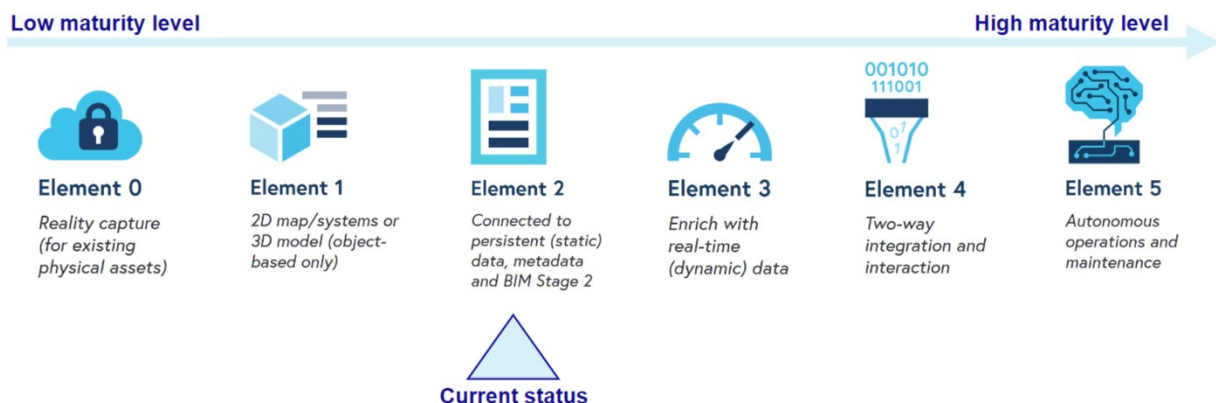 Low maturity level
High maturity level
001010
111001
07
1
Element 0
Reality capture
(for existing
physical assets)
Element 1
2D map/systems or
3D model (object-
based only)
Element 2
Connected to
persistent (static)
data, metadata
and BIM Stage 2
Element 3
Enrich with
real-time
(dynamic) data
Element 4
Two-way
integration and
interaction
Element 5
Autonomous
operations and
maintenance
Current status